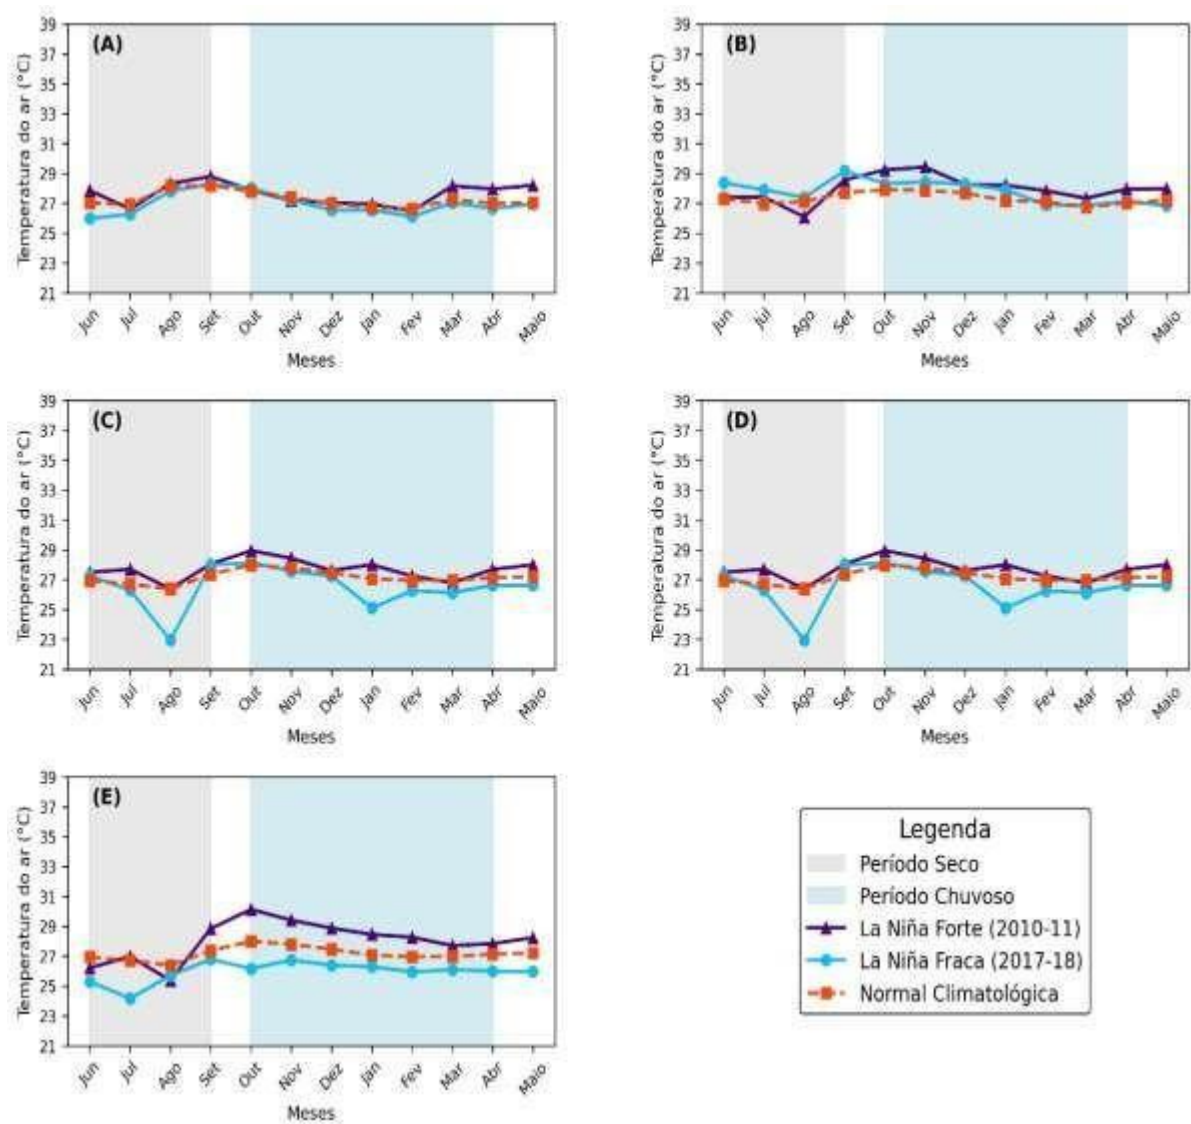 (A)
Temperatura do ar (°C)
39
37
35
33
31
29
27
25
23
21
Jun
Jul
Ago
Set
Out
Nov
Dez
Jan
Fev
Mar
Abr
Maio
Meses
(B)
Temperatura do ar (°C)
39
37
35
33
31
29
27
25
23
21
Jun
Jul
Ago
Set
Out
Nov
Dez
Jan
Fev
Mar
Abr
Maio
Meses
(C)
Temperatura do ar (°C)
39
37
35
33
31
29
27
25
23
21
Jun
Jul
Ago
Set
Out
Nov
Dez
Jan
Fev
Mar
Abr
Maio
Meses
(D)
Temperatura do ar (°C)
39
37
35
33
31
29
27
25
23
21
Jun
Jul
Ago
Set
Out
Nov
Dez
Jan
Fev
Mar
Abr
Maio
Meses
(E)
Temperatura do ar (°C)
39
37
35
33
31
29
27
25
23
21
Jun
Jul
Ago
Set
Out
Nov
Dez
Jan
Fev
Mar
Abr
Maio
Meses
Legenda
Período Seco
Período Chuvoso
La Niña Forte (2010-11)
La Niña Fraca (2017-18)
Normal Climatológica